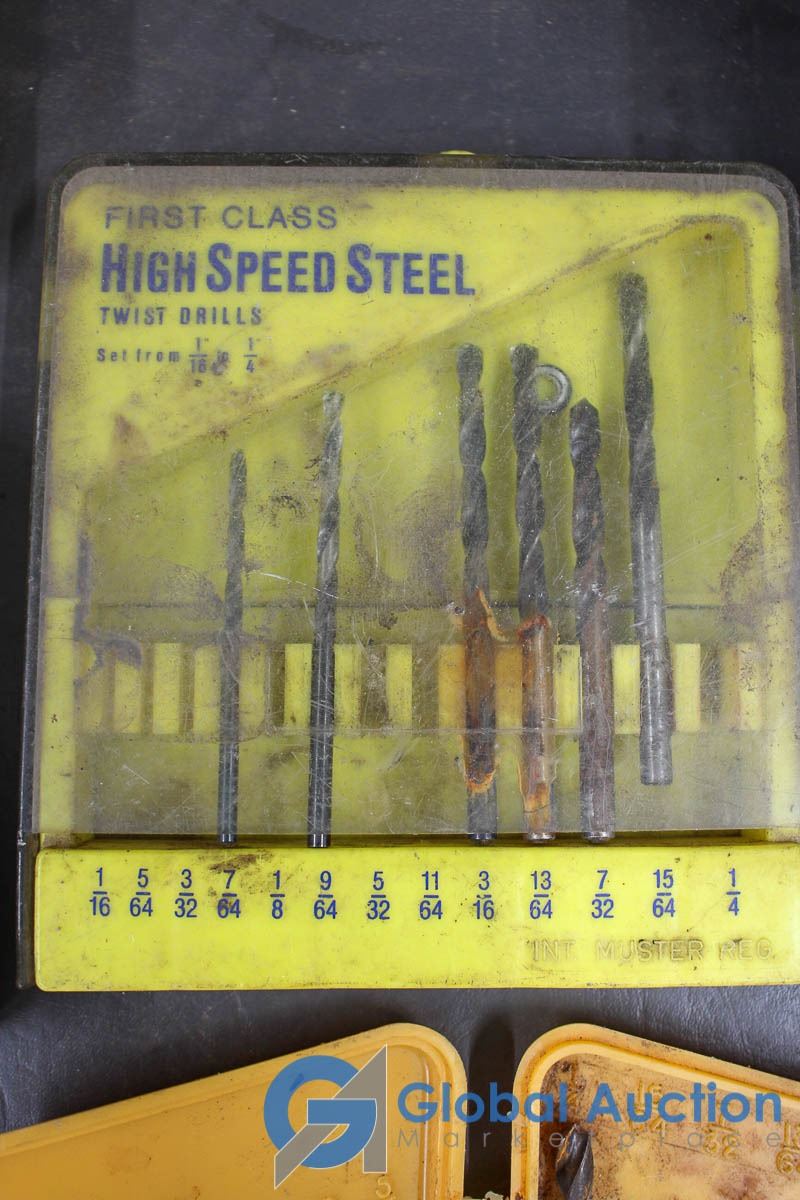 FIRST CLASS
HIGH SPEED STEEL
TWIST DRILLS
Set from 1"/16 to 1"/4
1/16 5/64 3/32 7/64 1/8 9/64 5/32 11/64 3/16 13/64 7/32 15/64 1/4
INT. MUSTER REG.
Global Auction
Marketplace